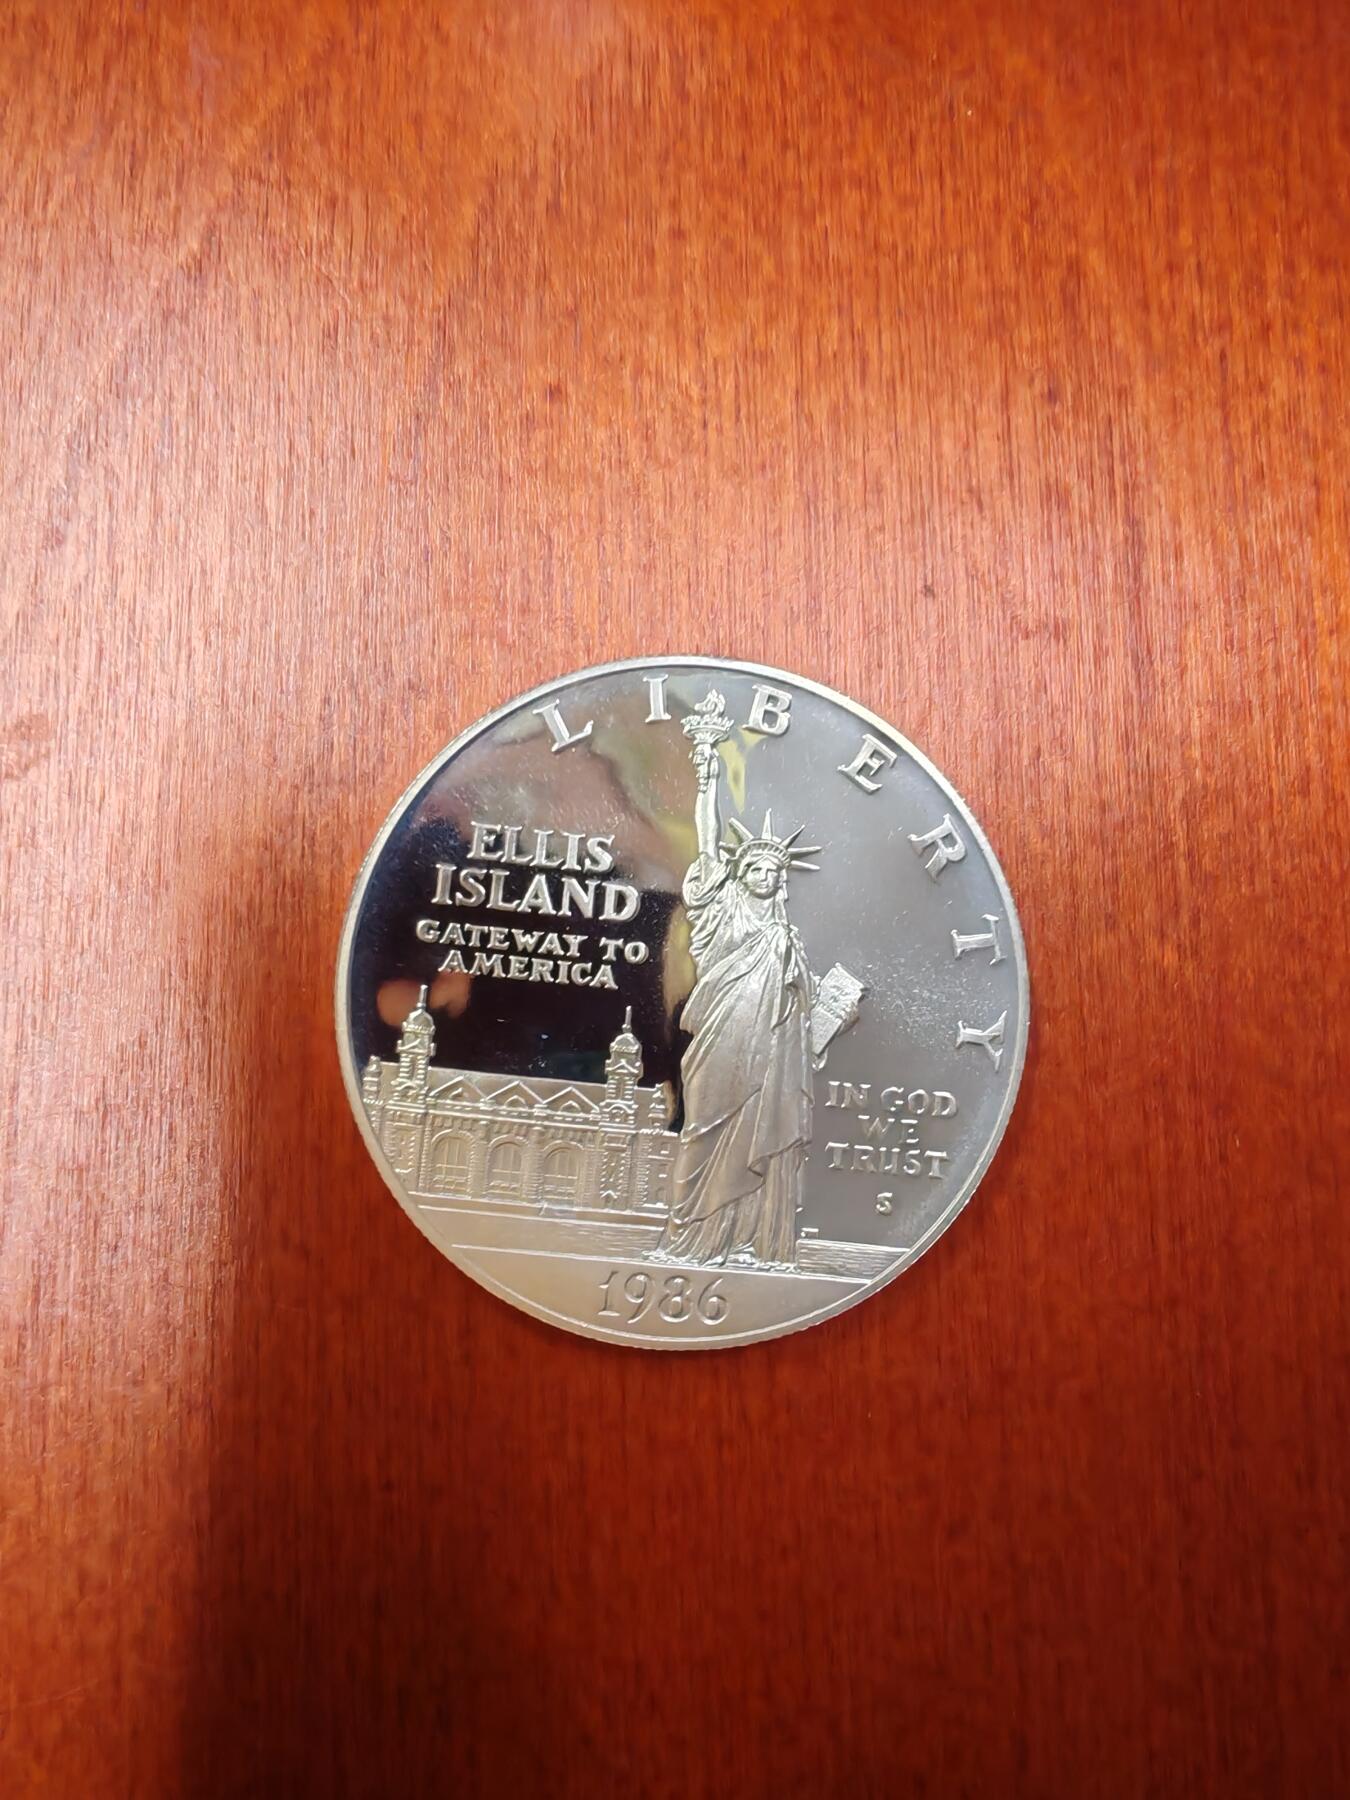 LIBERTY
ELLIS
ISLAND
GATEWAY TO
AMERICA
IN GOD
WE
TRUST
S
1986